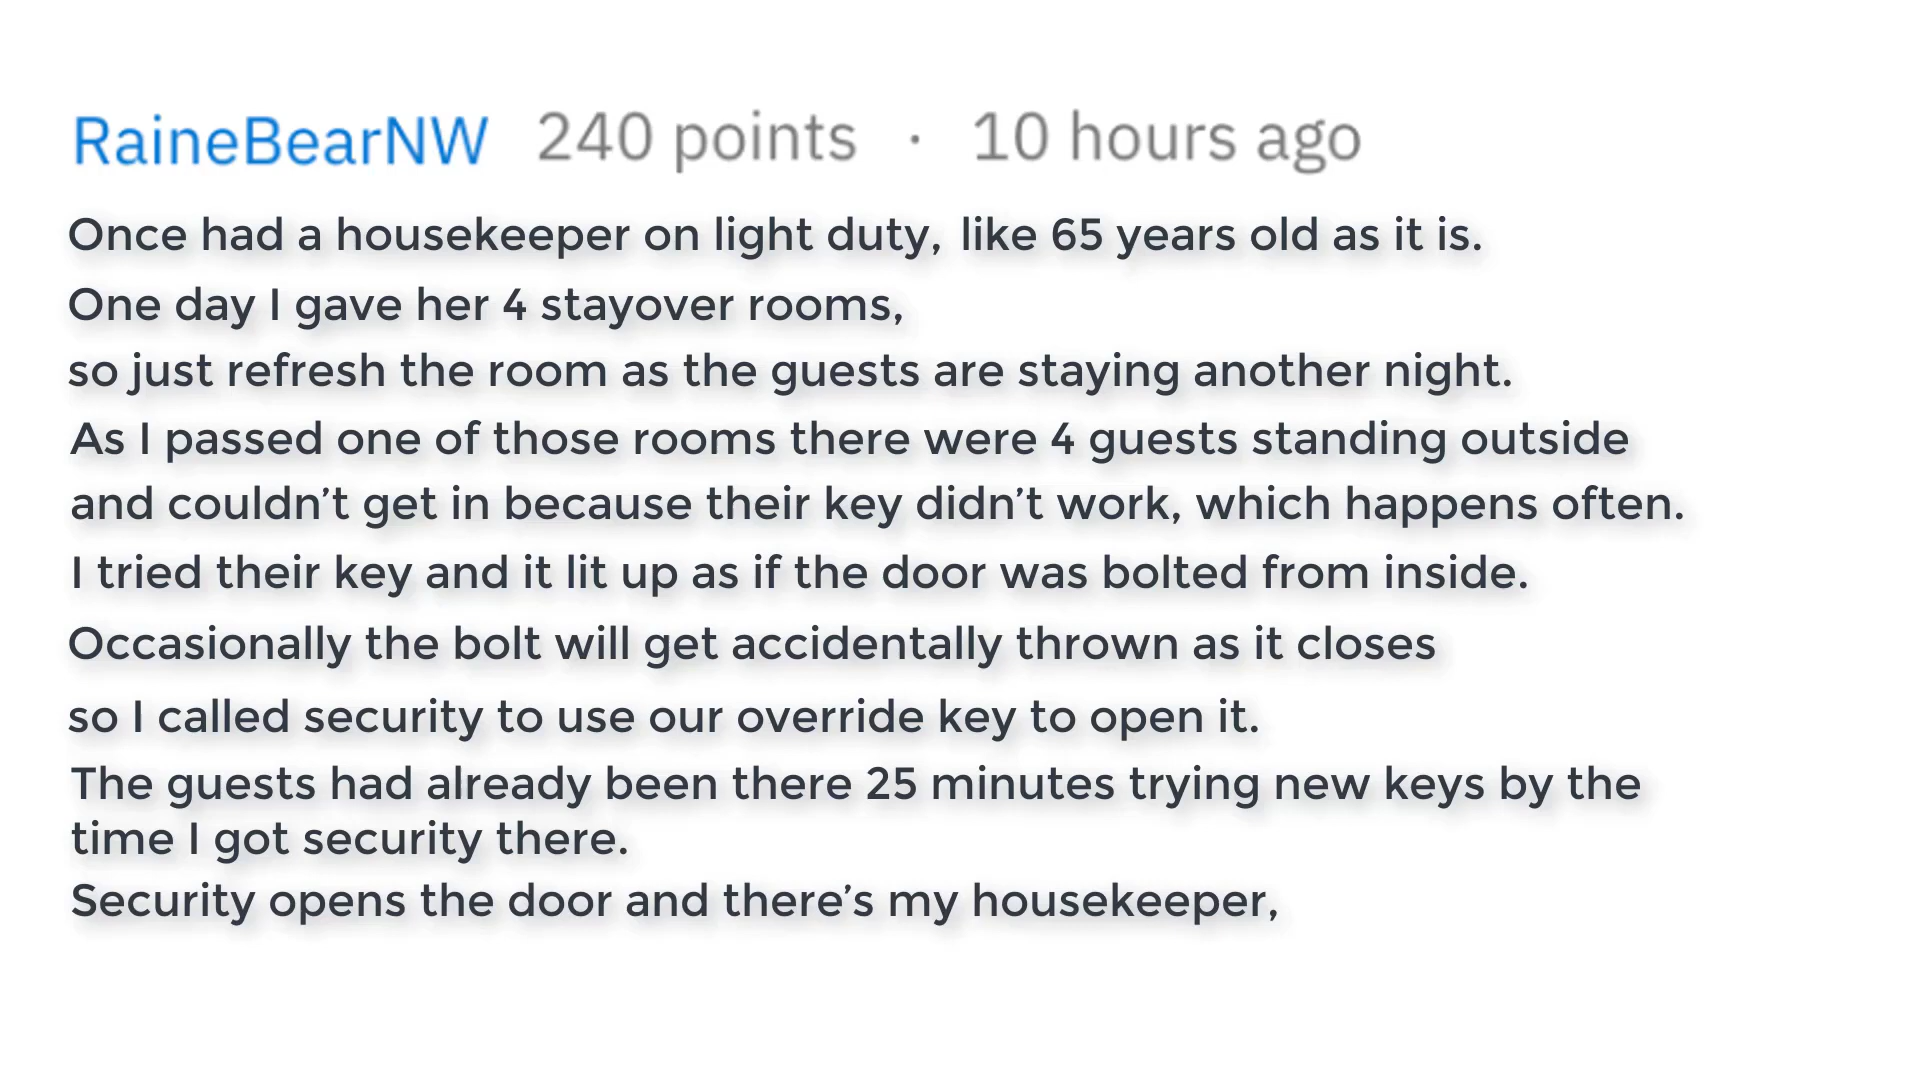 RaineBearNW 240 points · 10 hours ago
Once had a housekeeper on light duty, like 65 years old as it is.
One day I gave her 4 stayover rooms,
so just refresh the room as the guests are staying another night.
As I passed one of those rooms there were 4 guests standing outside
and couldn’t get in because their key didn’t work, which happens often.
I tried their key and it lit up as if the door was bolted from inside.
Occasionally the bolt will get accidentally thrown as it closes
so I called security to use our override key to open it.
The guests had already been there 25 minutes trying new keys by the
time I got security there.
Security opens the door and there’s my housekeeper,